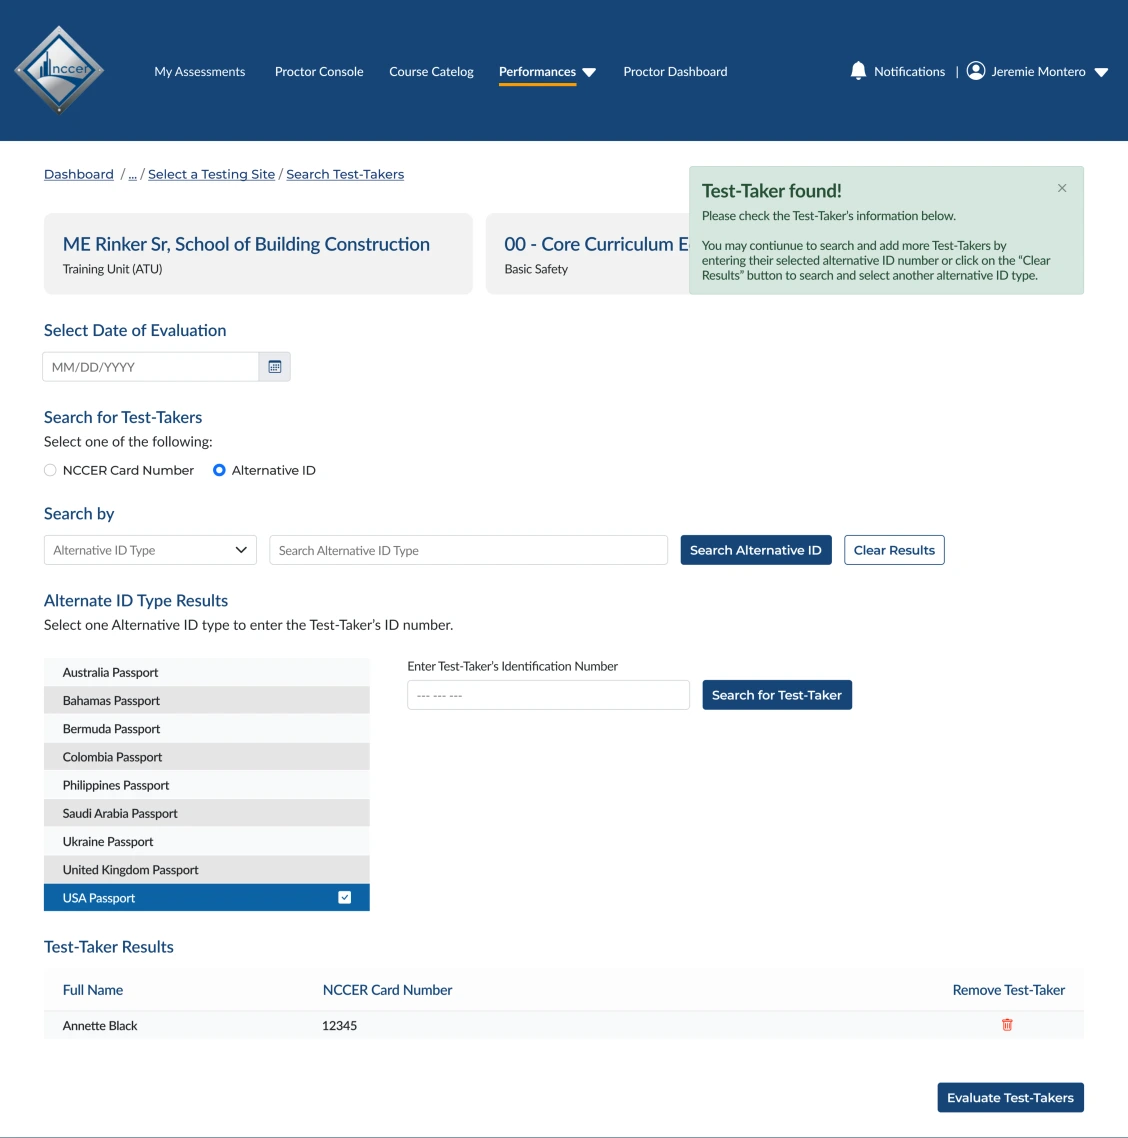 nccer
My Assessments
Proctor Console
Course Catelog
Performances
Proctor Dashboard
Notifications
|
Jeremie Montero
Dashboard / ... / Select a Testing Site / Search Test-Takers
Test-Taker found!
Please check the Test-Taker's information below.
You may contiunue to search and add more Test-Takers by
entering their selected alternative ID number or click on the “Clear
Results” button to search and select another alternative ID type.
ME Rinker Sr, School of Building Construction
Training Unit (ATU)
00 - Core Curriculum E
Basic Safety
Select Date of Evaluation
MM/DD/YYYY
Search for Test-Takers
Select one of the following:
NCCER Card Number
Alternative ID
Search by
Alternative ID Type
Search Alternative ID Type
Search Alternative ID
Clear Results
Alternate ID Type Results
Select one Alternative ID type to enter the Test-Taker's ID number.
Australia Passport
Bahamas Passport
Bermuda Passport
Colombia Passport
Philippines Passport
Saudi Arabia Passport
Ukraine Passport
United Kingdom Passport
USA Passport
Enter Test-Taker's Identification Number
--- --- ---
Search for Test-Taker
Test-Taker Results
Full Name
NCCER Card Number
Remove Test-Taker
Annette Black
12345
Evaluate Test-Takers